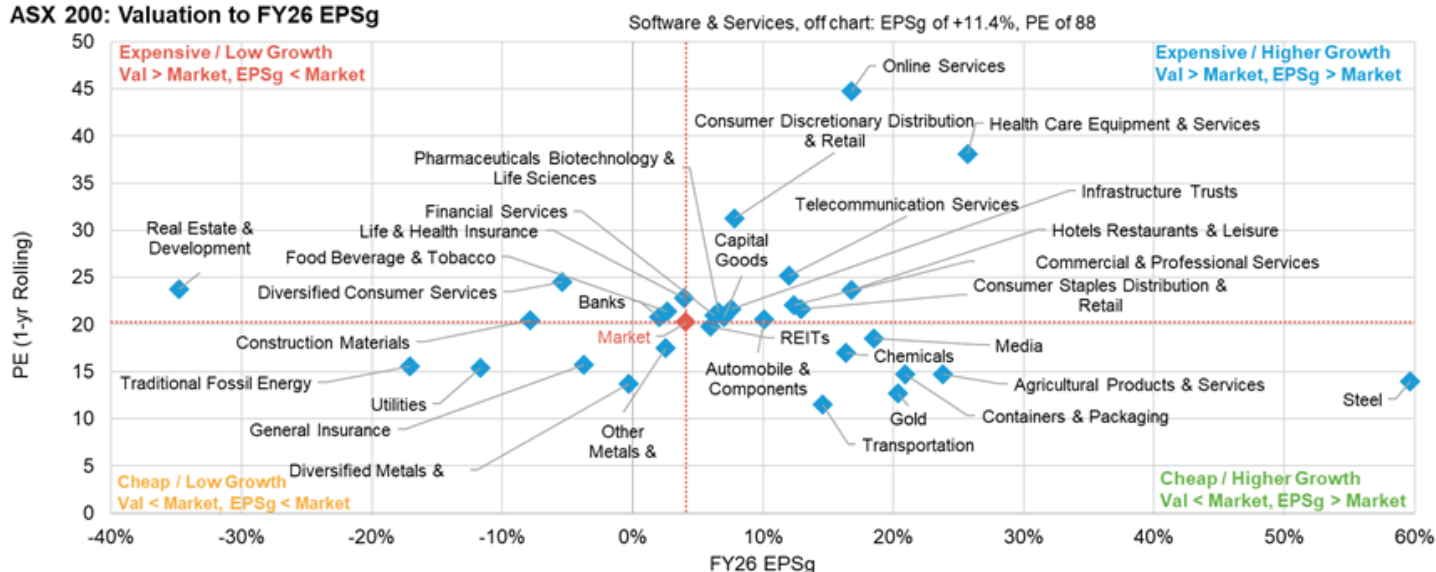 ASX 200: Valuation to FY26 EPSg
Software & Services, off chart: EPSg of +11.4%, PE of 88
Expensive / Low Growth
Val > Market, EPSg < Market
Expensive / Higher Growth
Val > Market, EPSg > Market
Online Services
Consumer Discretionary Distribution
& Retail
Health Care Equipment & Services
Pharmaceuticals Biotechnology &
Life Sciences
Infrastructure Trusts
Telecommunication Services
Financial Services
Real Estate &
Development
Life & Health Insurance
Hotels Restaurants & Leisure
Capital
Goods
Food Beverage & Tobacco
Commercial & Professional Services
Diversified Consumer Services
Consumer Staples Distribution &
Retail
Banks
Market
REITs
Construction Materials
Media
Chemicals
Automobile &
Components
Traditional Fossil Energy
Agricultural Products & Services
Utilities
Steel
Gold
Containers & Packaging
General Insurance
Other
Metals &
Transportation
Diversified Metals &
Cheap / Low Growth
Val < Market, EPSg < Market
Cheap / Higher Growth
Val < Market, EPSg > Market
PE (1-yr Rolling)
50
45
40
35
30
25
20
15
10
5
0
-40%
-30%
-20%
-10%
0%
10%
20%
30%
40%
50%
60%
FY26 EPSg